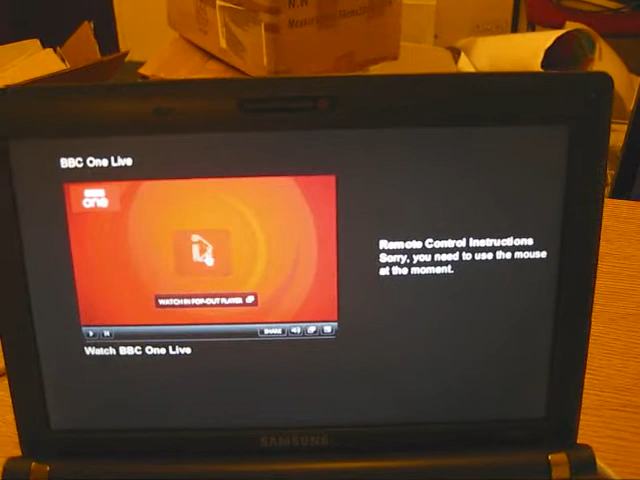 N.N
BBC One Live
one
Remote Control Instructions
Sorry, you need to use the mouse
at the moment.
WATCH IN POP-OUT PLAYER
SHARE
Watch BBC One Live
SAMSUNG